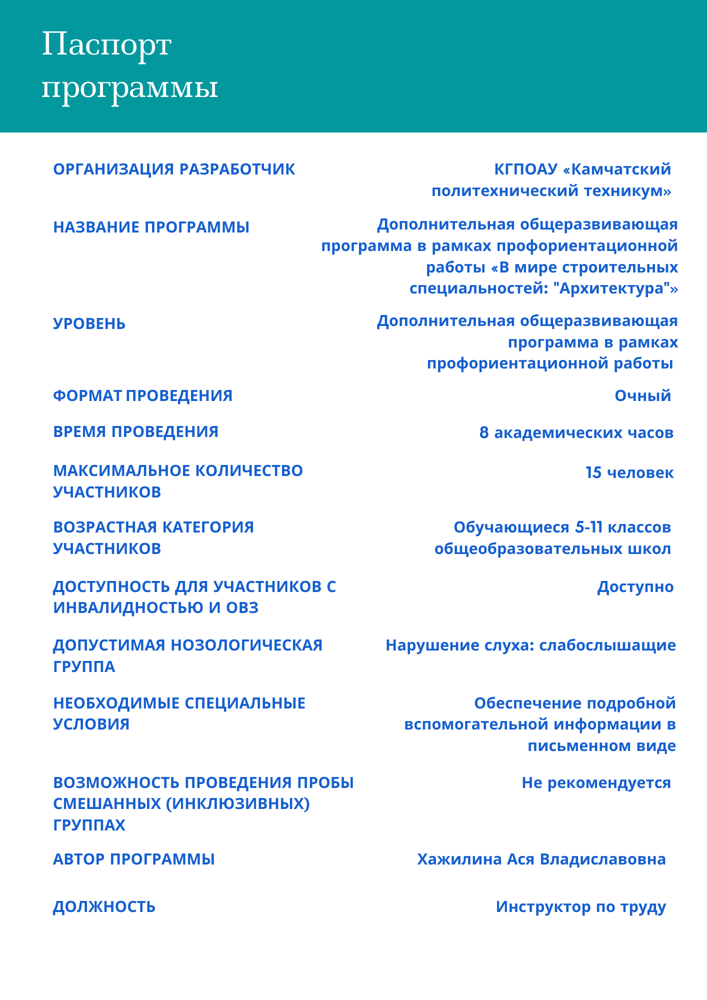 Паспорт
программы
ОРГАНИЗАЦИЯ РАЗРАБОТЧИК
КГПОАУ «Камчатский
политехнический техникум»
НАЗВАНИЕ ПРОГРАММЫ
Дополнительная общеразвивающая
программа в рамках профориентационной
работы «В мире строительных
специальностей: "Архитектура"»
УРОВЕНЬ
Дополнительная общеразвивающая
программа в рамках
профориентационной работы
ФОРМАТ ПРОВЕДЕНИЯ
Очный
ВРЕМЯ ПРОВЕДЕНИЯ
8 академических часов
МАКСИМАЛЬНОЕ КОЛИЧЕСТВО
УЧАСТНИКОВ
15 человек
ВОЗРАСТНАЯ КАТЕГОРИЯ
УЧАСТНИКОВ
Обучающиеся 5-11 классов
общеобразовательных школ
ДОСТУПНОСТЬ ДЛЯ УЧАСТНИКОВ С
ИНВАЛИДНОСТЬЮ И ОВЗ
Доступно
ДОПУСТИМАЯ НОЗОЛОГИЧЕСКАЯ
ГРУППА
Нарушение слуха: слабослышащие
НЕОБХОДИМЫЕ СПЕЦИАЛЬНЫЕ
УСЛОВИЯ
Обеспечение подробной
вспомогательной информации в
письменном виде
ВОЗМОЖНОСТЬ ПРОВЕДЕНИЯ ПРОБЫ
СМЕШАННЫХ (ИНКЛЮЗИВНЫХ)
ГРУППАХ
Не рекомендуется
АВТОР ПРОГРАММЫ
Хажилина Ася Владиславовна
ДОЛЖНОСТЬ
Инструктор по труду